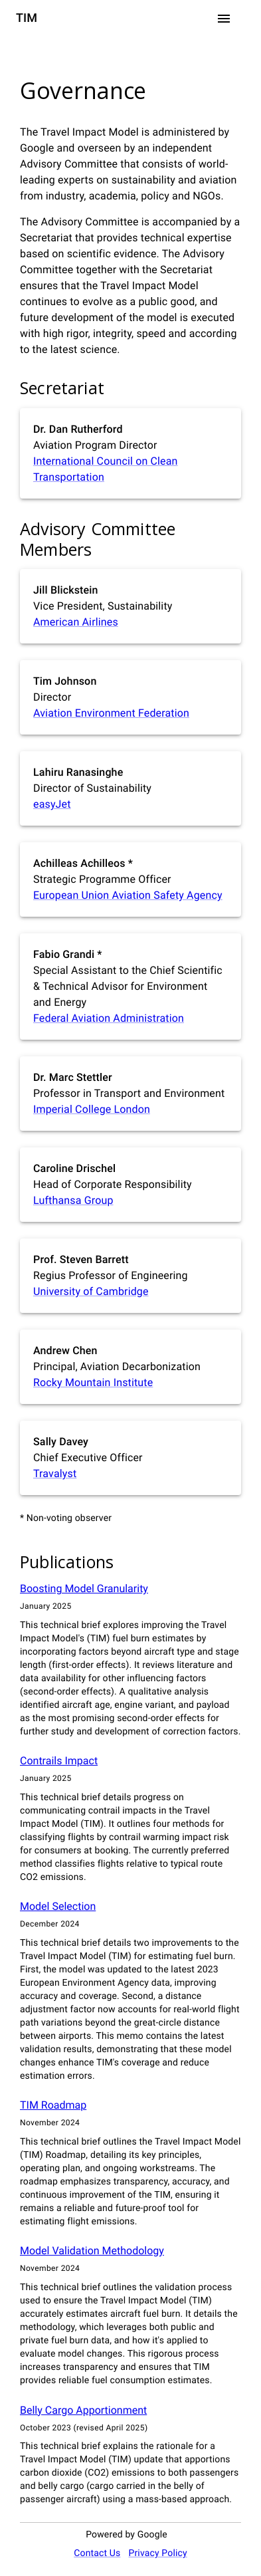 TIM
Governance
The Travel Impact Model is administered by
Google and overseen by an independent
Advisory Committee that consists of world-
leading experts on sustainability and aviation
from industry, academia, policy and NGOs.
The Advisory Committee is accompanied by a
Secretariat that provides technical expertise
based on scientific evidence. The Advisory
Committee together with the Secretariat
ensures that the Travel Impact Model
continues to evolve as a public good, and
future development of the model is executed
with high rigor, integrity, speed and according
to the latest science.
Secretariat
Dr. Dan Rutherford
Aviation Program Director
International Council on Clean
Transportation
Advisory Committee
Members
Jill Blickstein
Vice President, Sustainability
American Airlines
Tim Johnson
Director
Aviation Environment Federation
Lahiru Ranasinghe
Director of Sustainability
easyJet
Achilleas Achilleos *
Strategic Programme Officer
European Union Aviation Safety Agency
Fabio Grandi *
Special Assistant to the Chief Scientific
& Technical Advisor for Environment
and Energy
Federal Aviation Administration
Dr. Marc Stettler
Professor in Transport and Environment
Imperial College London
Caroline Drischel
Head of Corporate Responsibility
Lufthansa Group
Prof. Steven Barrett
Regius Professor of Engineering
University of Cambridge
Andrew Chen
Principal, Aviation Decarbonization
Rocky Mountain Institute
Sally Davey
Chief Executive Officer
Travalyst
* Non-voting observer
Publications
Boosting Model Granularity
January 2025
This technical brief explores improving the Travel
Impact Model's (TIM) fuel burn estimates by
incorporating factors beyond aircraft type and stage
length (first-order effects). It reviews literature and
data availability for other influencing factors
(second-order effects). A qualitative analysis
identified aircraft age, engine variant, and payload
as the most promising second-order effects for
further study and development of correction factors.
Contrails Impact
January 2025
This technical brief details progress on
communicating contrail impacts in the Travel
Impact Model (TIM). It outlines four methods for
classifying flights by contrail warming impact risk
for consumers at booking. The currently preferred
method classifies flights relative to typical route
CO2 emissions.
Model Selection
December 2024
This technical brief details two improvements to the
Travel Impact Model (TIM) for estimating fuel burn.
First, the model was updated to the latest 2023
European Environment Agency data, improving
accuracy and coverage. Second, a distance
adjustment factor now accounts for real-world flight
path variations beyond the great-circle distance
between airports. This memo contains the latest
validation results, demonstrating that these model
changes enhance TIM's coverage and reduce
estimation errors.
TIM Roadmap
November 2024
This technical brief outlines the Travel Impact Model
(TIM) Roadmap, detailing its key principles,
operating plan, and ongoing workstreams. The
roadmap emphasizes transparency, accuracy, and
continuous improvement of the TIM, ensuring it
remains a reliable and future-proof tool for
estimating flight emissions.
Model Validation Methodology
November 2024
This technical brief outlines the validation process
used to ensure the Travel Impact Model (TIM)
accurately estimates aircraft fuel burn. It details the
methodology, which leverages both public and
private fuel burn data, and how it's applied to
evaluate model changes. This rigorous process
increases transparency and ensures that TIM
provides reliable fuel consumption estimates.
Belly Cargo Apportionment
October 2023 (revised April 2025)
This technical brief explains the rationale for a
Travel Impact Model (TIM) update that apportions
carbon dioxide (CO2) emissions to both passengers
and belly cargo (cargo carried in the belly of
passenger aircraft) using a mass-based approach.
Powered by Google
Contact Us Privacy Policy